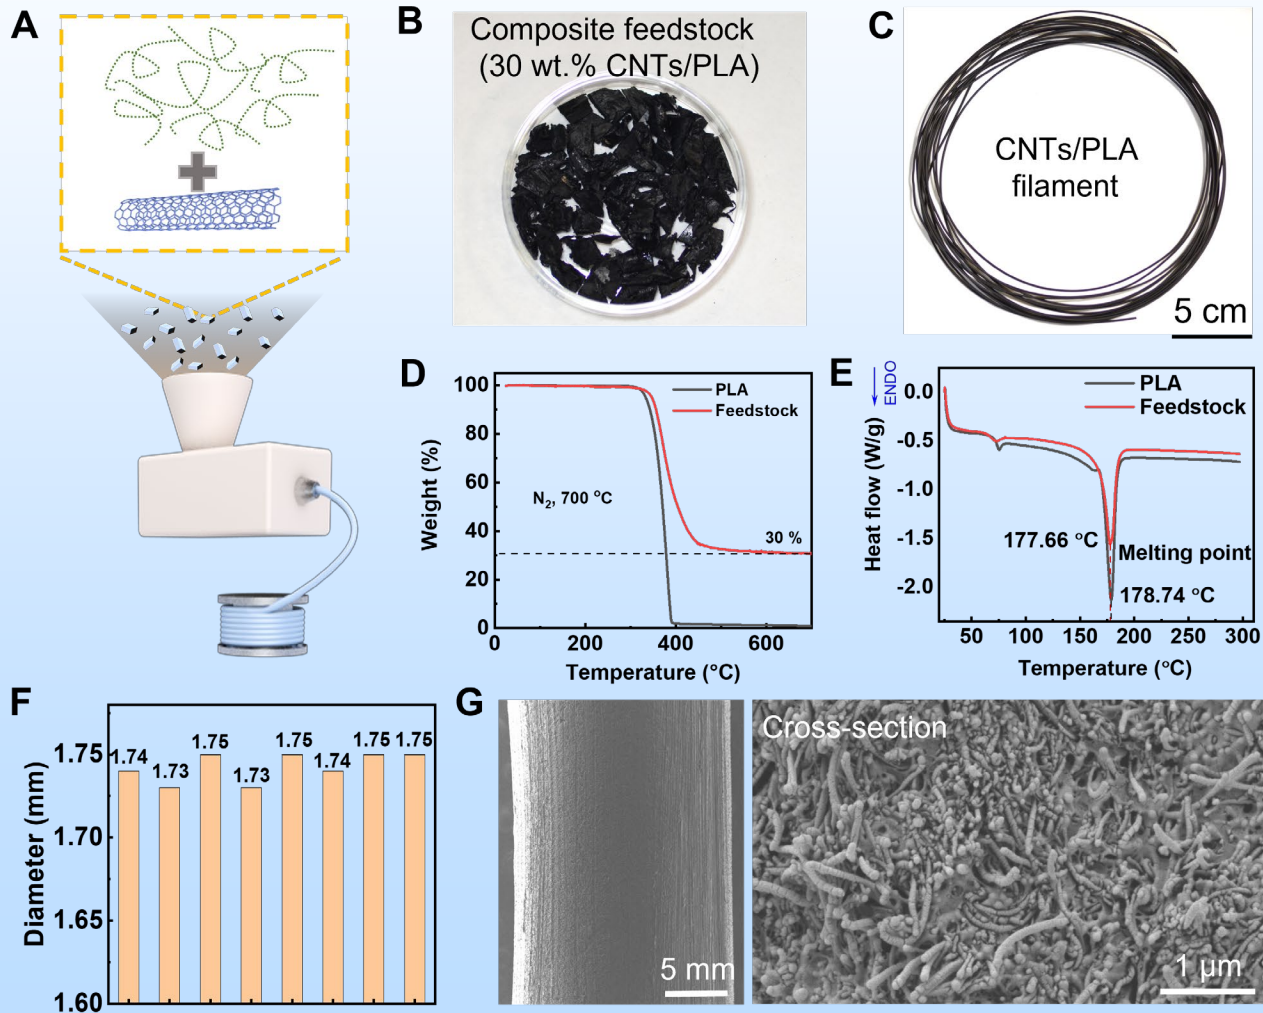 A
B
Composite feedstock
(30 wt.% CNTs/PLA)
C
CNTs/PLA
filament
5 cm
D
100
80
60
40
20
0
0
200
400
600
Weight (%)
Temperature (°C)
PLA
Feedstock
N2, 700 °C
30 %
E
ENDO
0.0
-0.5
-1.0
-1.5
-2.0
50
100
150
200
250
300
Heat flow (W/g)
Temperature (°C)
PLA
Feedstock
177.66 °C
Melting point
178.74 °C
F
1.75
1.70
1.65
1.60
Diameter (mm)
1.74
1.73
1.75
1.73
1.75
1.74
1.75
1.75
G
5 mm
Cross-section
1 μm